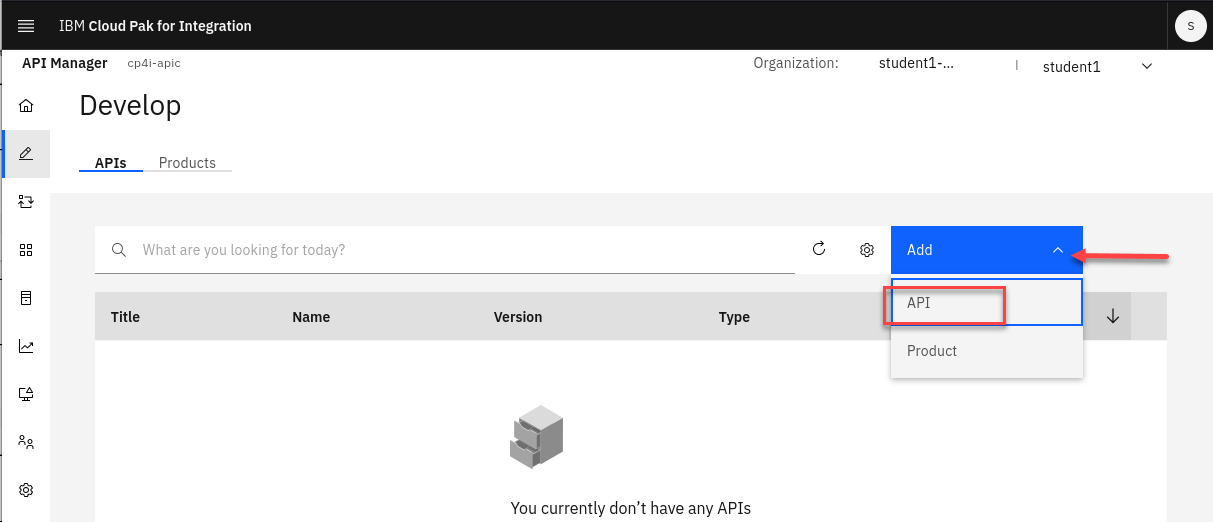 IBM Cloud Pak for Integration
S
API Manager cp4i-apic Organization: student1-... | student1
Develop
APIs Products
What are you looking for today? Add
API
Title Name Version Type
Product
You currently don't have any APIs